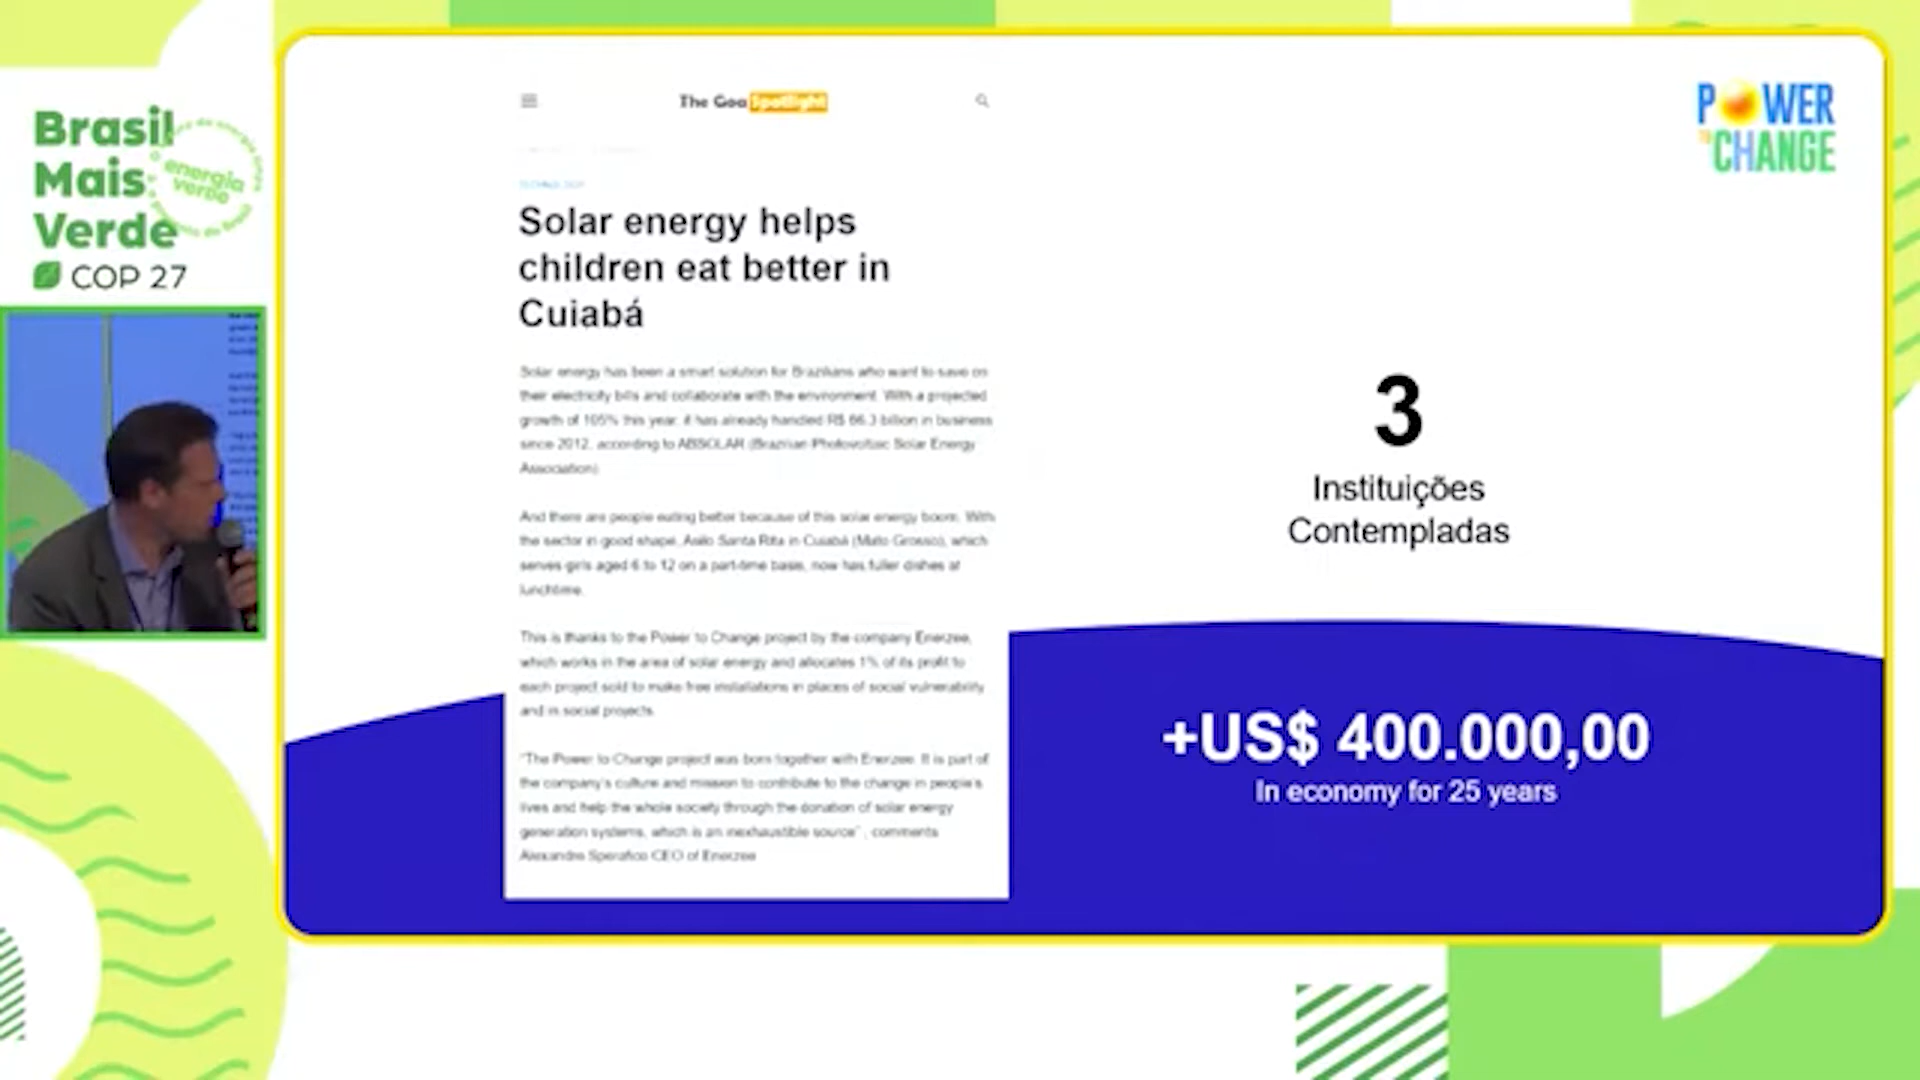 Brasil
Mais
Verde
energia
verde
COP 27
The Goa Spotlight
TECHNOLOGY
Solar energy helps
children eat better in
Cuiabá
Solar energy has been a smart solution for Brazilians who want to save on
their electricity bills and collaborate with the environment. With a projected
growth of 105% this year, it has already handled R$ 66.3 billion in business
since 2012, according to ABSOLAR (Brazilian Photovoltaic Solar Energy
Association)
And there are people eating better because of this solar energy boom. With
the sector in good shape, Asilo Santa Rita in Cuiabá (Mato Grosso), which
serves girls aged 6 to 12 on a part-time basis, now has fuller dishes at
lunchtime.
This is thanks to the Power to Change project by the company Enerzee,
which works in the area of solar energy and allocates 1% of its profit to
each project sold to make free installations in places of social vulnerability
and in social projects.
"The Power to Change project was born together with Enerzee. It is part of
the company's culture and mission to contribute to the change in people's
lives and help the whole society through the donation of solar energy
generation systems, which is an inexhaustible source" , comments
Alexandre Sperafico CEO of Enerzee
POWER
TO CHANGE
3
Instituições
Contempladas
+US$ 400.000,00
In economy for 25 years